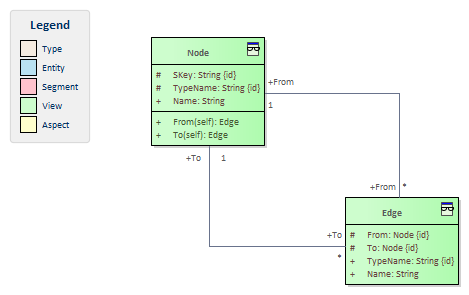 Legend
Type
Entity
Segment
View
Aspect
Node
# SKey: String {id}
# TypeName: String {id}
+ Name: String
+ From(self): Edge
+ To(self): Edge
+From
1
+To 1
+From *
Edge
# From: Node {id}
# To: Node {id}
+ TypeName: String {id}
+ Name: String
+To
*